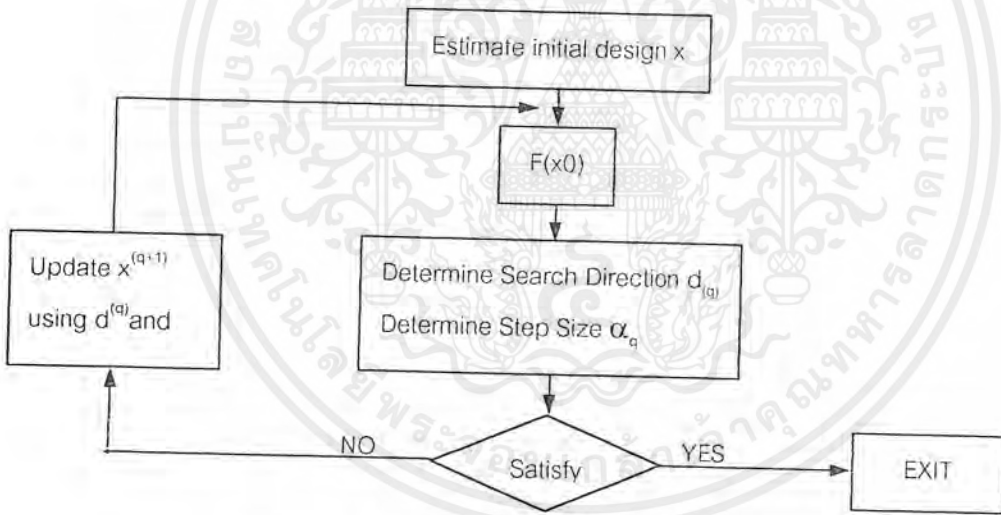 Estimate initial design x
F(x0)
Update x^(q+1)
using d^(q) and
Determine Search Direction d_(q)
Determine Step Size α_q
NO
Satisfy
YES
EXIT